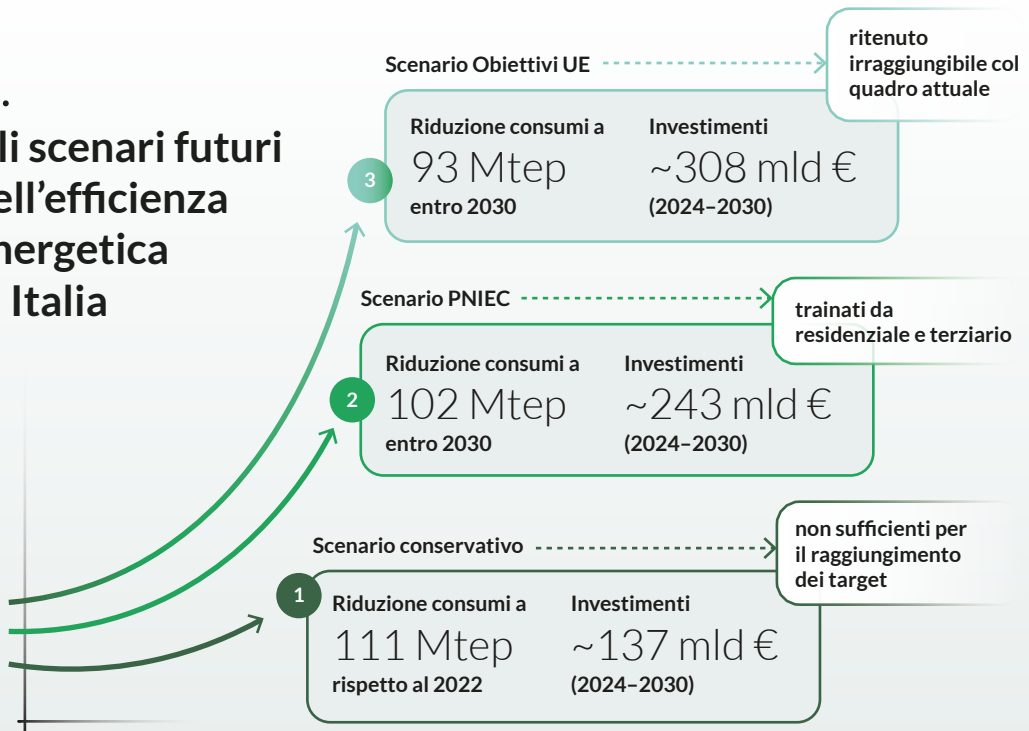 .
li scenari futuri
ell’efficienza
nergetica
Italia
Scenario Obiettivi UE
ritenuto
irraggiungibile col
quadro attuale
3
Riduzione consumi a
93 Mtep
entro 2030
Investimenti
~308 mld €
(2024–2030)
Scenario PNIEC
trainati da
residenziale e terziario
2
Riduzione consumi a
102 Mtep
entro 2030
Investimenti
~243 mld €
(2024–2030)
Scenario conservativo
non sufficienti per
il raggiungimento
dei target
1
Riduzione consumi a
111 Mtep
rispetto al 2022
Investimenti
~137 mld €
(2024–2030)